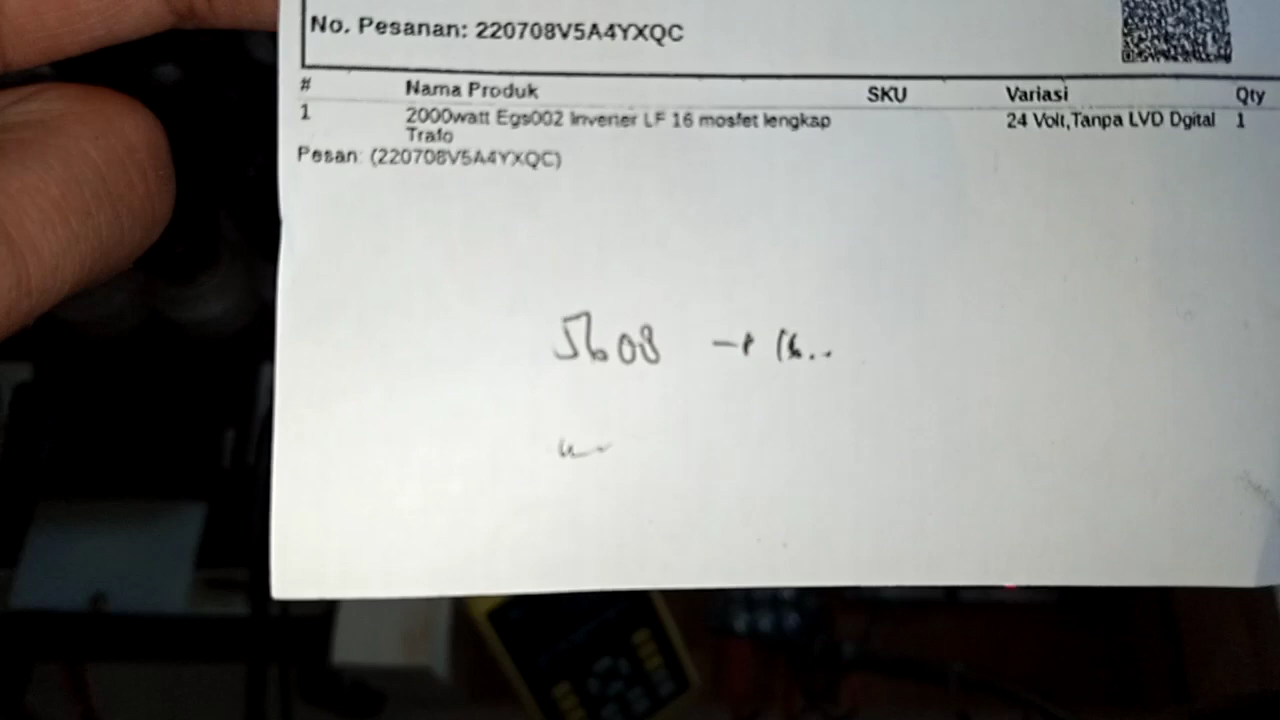 No. Pesanan: 220708V5A4YXQC
# Nama Produk SKU Variasi Qty
1 2000watt Egs002 Inverter LF 16 mosfet lengkap 24 Volt,Tanpa LVD Dgital 1
Trafo
Pesan: (220708V5A4YXQC)
5608